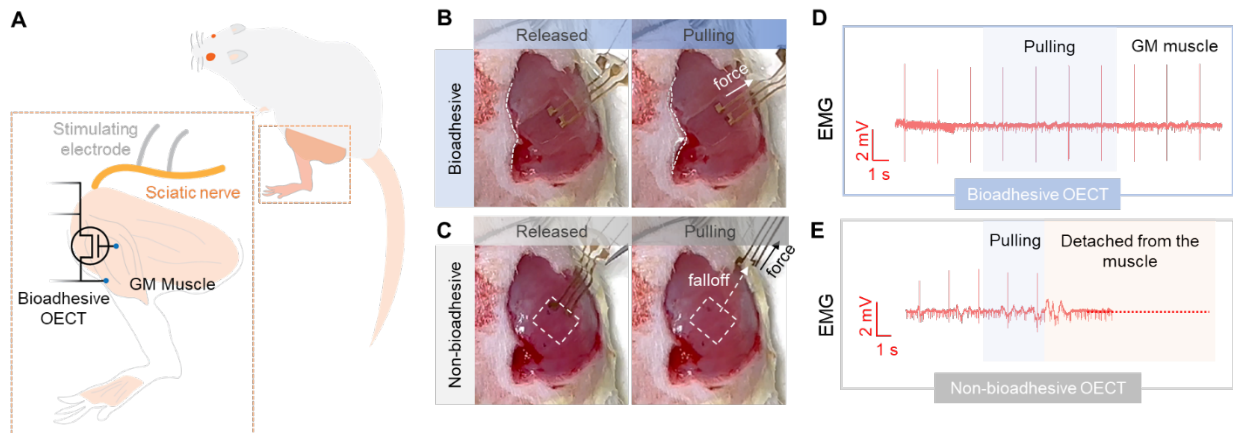 A
Stimulating
electrode
Sciatic nerve
GM Muscle
Bioadhesive
OECT
B
Released
Pulling
Bioadhesive
force
C
Released
Pulling
Non-bioadhesive
falloff
force
D
Pulling
GM muscle
EMG
2 mV
1 s
Bioadhesive OECT
E
Pulling
Detached from the
muscle
EMG
2 mV
1 s
Non-bioadhesive OECT